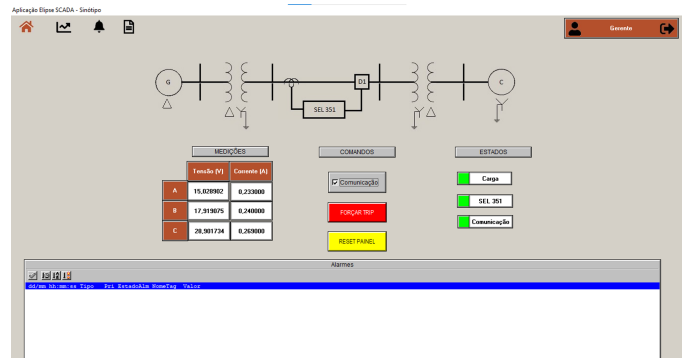 Aplicação Elipse SCADA - Sinótipo
Gerente
G
D1
C
SEL 351
MEDIÇÕES
COMANDOS
ESTADOS
Tensão (V) Corrente (A)
A 15,028902 0,233000
B 17,919075 0,240000
C 28,901734 0,269000
Comunicação
FORÇAR TRIP
RESET PAINEL
Carga
SEL 351
Comunicação
Alarmes
dd/mm hh:mm:ss Tipo Pri EstadoAlm NomeTag Valor